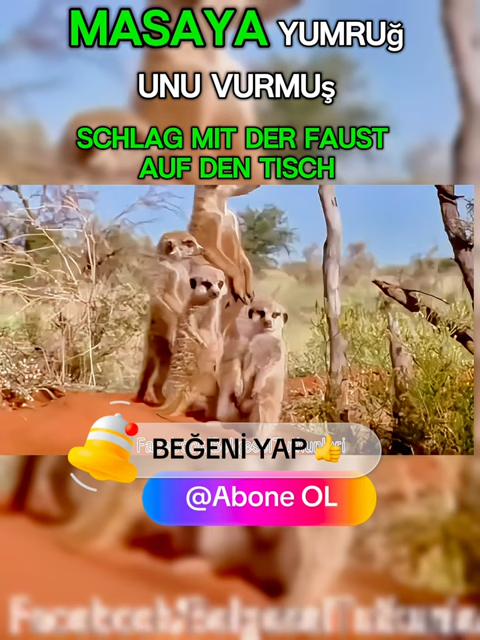 MASAYA YUMRUğ
UNU VURMUş
SCHLAG MIT DER FAUST
AUF DEN TISCH
BEĞENİ YAP 👍
@Abone OL